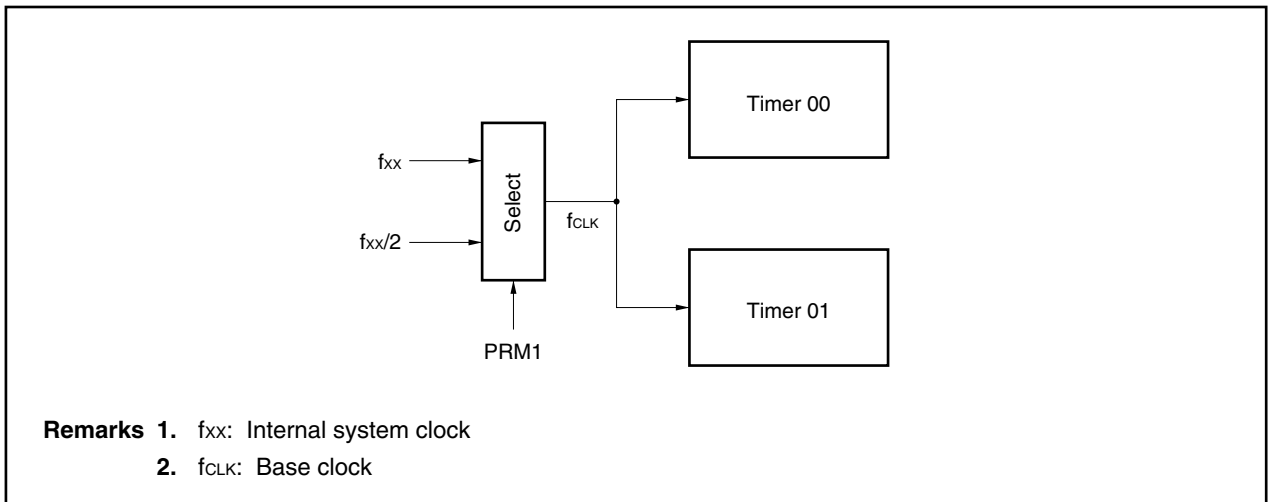 Timer 00
fxx
Select
fCLK
fxx/2
Timer 01
PRM1
Remarks 1. fxx: Internal system clock
2. fCLK: Base clock